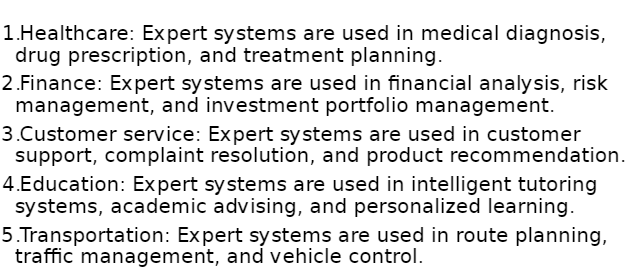 1.Healthcare: Expert systems are used in medical diagnosis,
drug prescription, and treatment planning.
2.Finance: Expert systems are used in financial analysis, risk
management, and investment portfolio management.
3.Customer service: Expert systems are used in customer
support, complaint resolution, and product recommendation.
4.Education: Expert systems are used in intelligent tutoring
systems, academic advising, and personalized learning.
5.Transportation: Expert systems are used in route planning,
traffic management, and vehicle control.